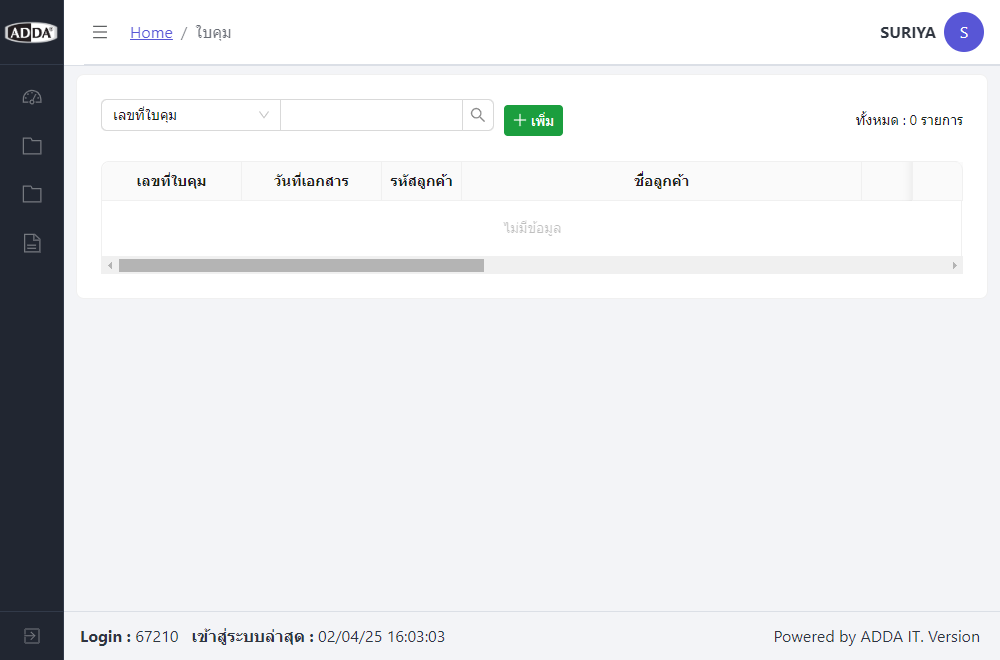 ADDA
Home / ใบคุม
SURIYA S
เลขที่ใบคุม
เพิ่ม
ทั้งหมด : 0 รายการ
เลขที่ใบคุม วันที่เอกสาร รหัสลูกค้า ชื่อลูกค้า
ไม่มีข้อมูล
Login : 67210 เข้าสู่ระบบล่าสุด : 02/04/25 16:03:03
Powered by ADDA IT. Version